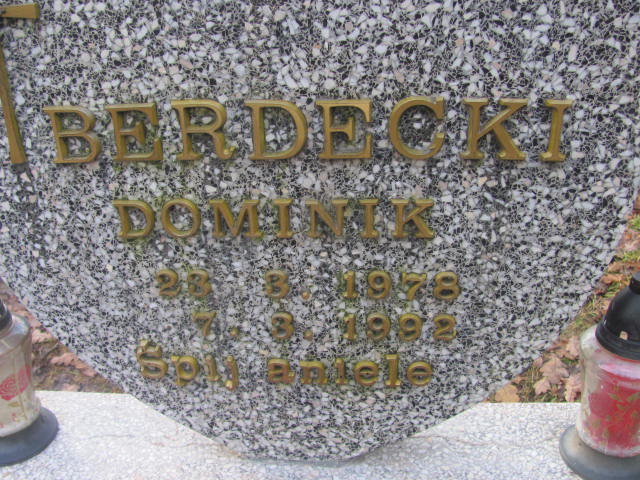 BERDECKI
DOMINIK
23. 3. 1978
7. 3. 1992
Śpij aniele